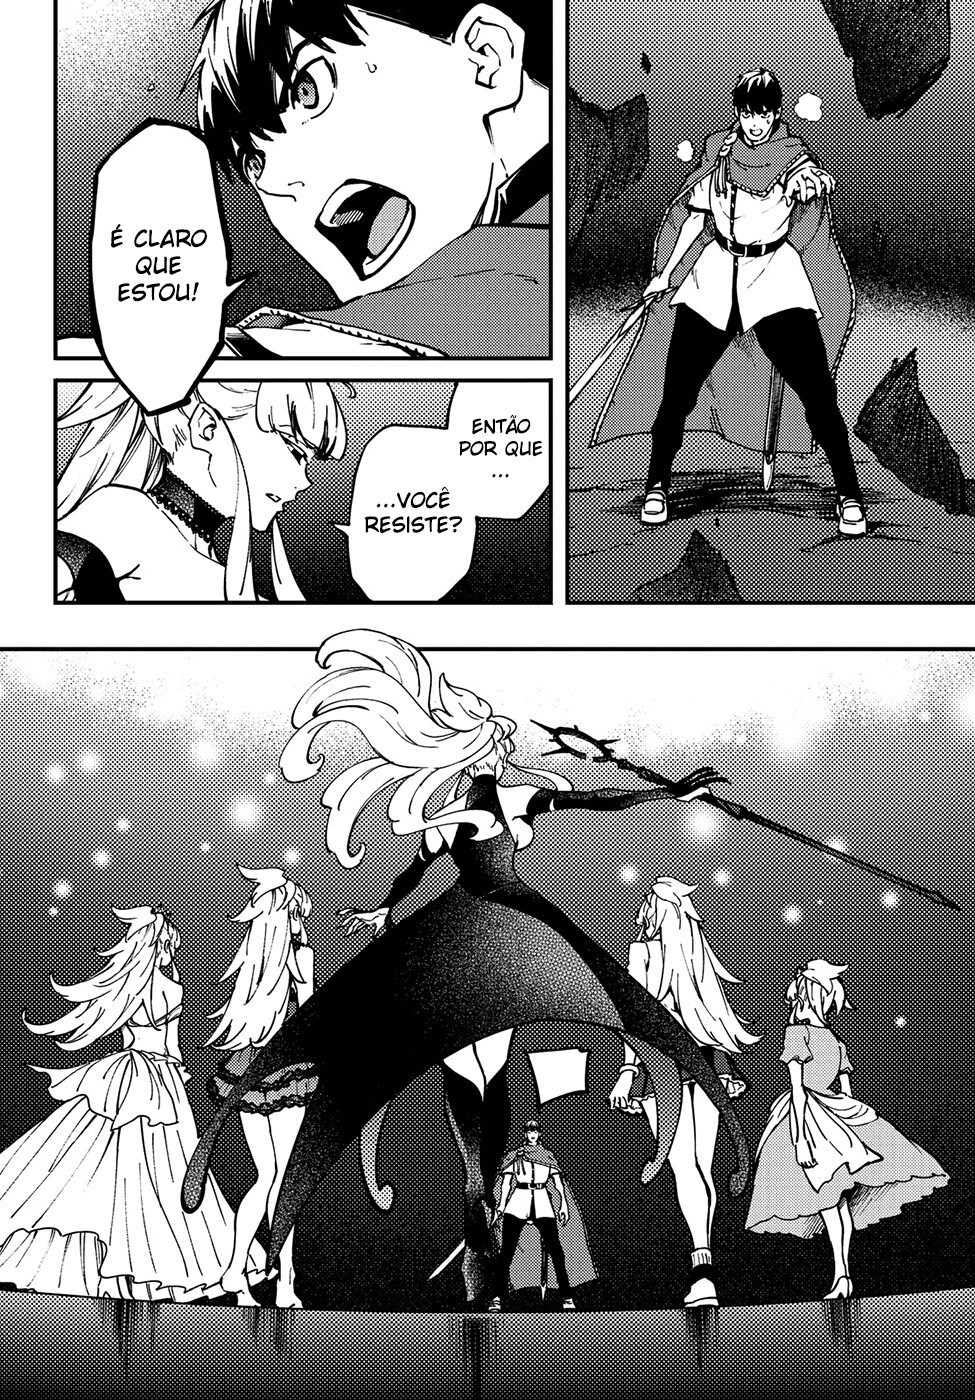 É CLARO
QUE
ESTOU!
ENTÃO
POR QUE
...
...VOCÊ
RESISTE?